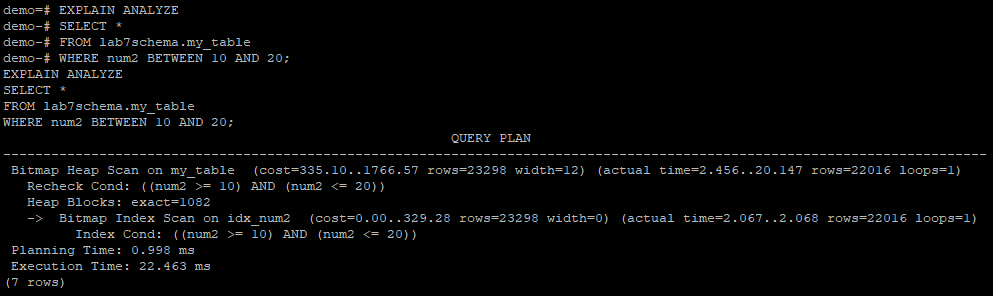 demo=# EXPLAIN ANALYZE
demo-# SELECT *
demo-# FROM lab7schema.my_table
demo-# WHERE num2 BETWEEN 10 AND 20;
EXPLAIN ANALYZE
SELECT *
FROM lab7schema.my_table
WHERE num2 BETWEEN 10 AND 20;
QUERY PLAN
Bitmap Heap Scan on my_table  (cost=335.10..1766.57 rows=23298 width=12) (actual time=2.456..20.147 rows=22016 loops=1)
Recheck Cond: ((num2 >= 10) AND (num2 <= 20))
Heap Blocks: exact=1082
->  Bitmap Index Scan on idx_num2  (cost=0.00..329.28 rows=23298 width=0) (actual time=2.067..2.068 rows=22016 loops=1)
Index Cond: ((num2 >= 10) AND (num2 <= 20))
Planning Time: 0.998 ms
Execution Time: 22.463 ms
(7 rows)